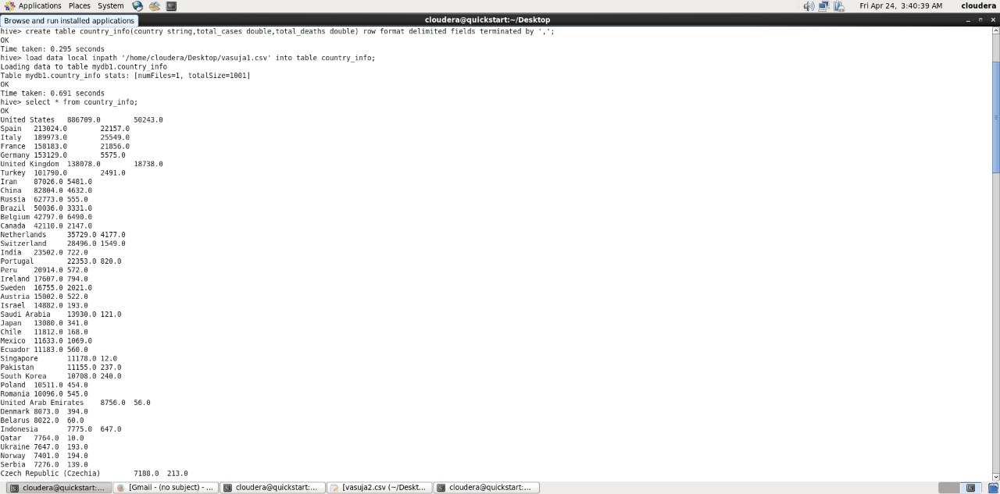 Applications Places System Fri Apr 24, 3:40:39 AM cloudera
Browse and run installed applications cloudera@quickstart:~/Desktop
hive> create table country_info(country string,total_cases double,total_deaths double) row format delimited fields terminated by ',';
OK
Time taken: 0.295 seconds
hive> load data local inpath '/home/cloudera/Desktop/vasuja1.csv' into table country_info;
Loading data to table mydb1.country_info
Table mydb1.country_info stats: [numFiles=1, totalSize=1001]
OK
Time taken: 0.691 seconds
hive> select * from country_info;
OK
United States 886709.0 50243.0
Spain 213024.0 22157.0
Italy 189973.0 25549.0
France 158183.0 21856.0
Germany 153129.0 5575.0
United Kingdom 138078.0 18738.0
Turkey 101790.0 2491.0
Iran 87026.0 5481.0
China 82804.0 4632.0
Russia 62773.0 555.0
Brazil 50036.0 3331.0
Belgium 42797.0 6490.0
Canada 42110.0 2147.0
Netherlands 35729.0 4177.0
Switzerland 28496.0 1549.0
India 23502.0 722.0
Portugal 22353.0 820.0
Peru 20914.0 572.0
Ireland 17607.0 794.0
Sweden 16755.0 2021.0
Austria 15002.0 522.0
Israel 14882.0 193.0
Saudi Arabia 13930.0 121.0
Japan 13080.0 341.0
Chile 11812.0 168.0
Mexico 11633.0 1069.0
Ecuador 11183.0 560.0
Singapore 11178.0 12.0
Pakistan 11155.0 237.0
South Korea 10708.0 240.0
Poland 10511.0 454.0
Romania 10096.0 545.0
United Arab Emirates 8756.0 56.0
Denmark 8073.0 394.0
Belarus 8022.0 60.0
Indonesia 7775.0 647.0
Qatar 7764.0 10.0
Ukraine 7647.0 193.0
Norway 7401.0 194.0
Serbia 7276.0 139.0
Czech Republic (Czechia) 7188.0 213.0
cloudera@quickstart:... [Gmail - (no subject) - ... cloudera@quickstart:... [vasuja2.csv (~/Deskt... cloudera@quickstart:...